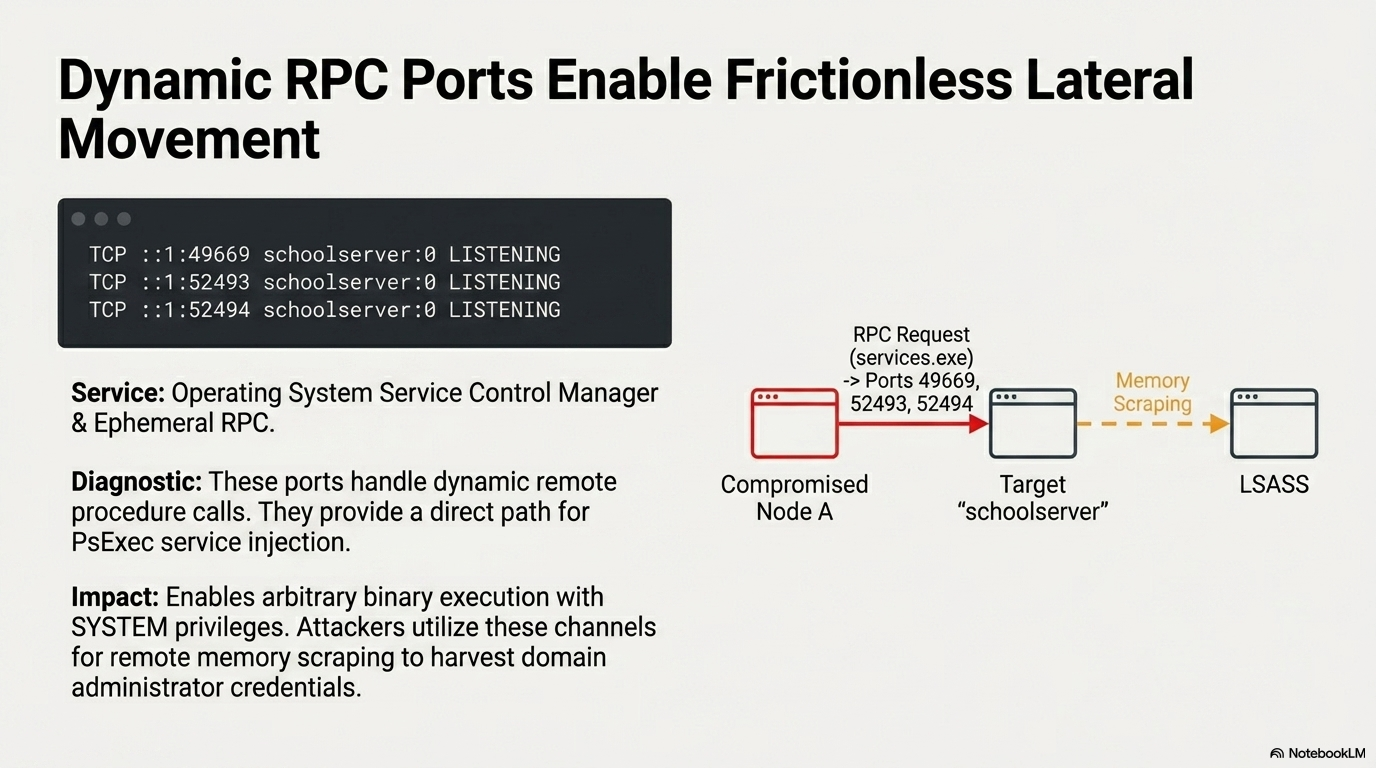 Dynamic RPC Ports Enable Frictionless Lateral
Movement
TCP ::1:49669 schoolserver:0 LISTENING
TCP ::1:52493 schoolserver:0 LISTENING
TCP ::1:52494 schoolserver:0 LISTENING
Service: Operating System Service Control Manager
& Ephemeral RPC.
Diagnostic: These ports handle dynamic remote
procedure calls. They provide a direct path for
PsExec service injection.
Impact: Enables arbitrary binary execution with
SYSTEM privileges. Attackers utilize these channels
for remote memory scraping to harvest domain
administrator credentials.
RPC Request
(services.exe)
-> Ports 49669,
52493, 52494
Memory
Scraping
Compromised
Node A
Target
“schoolserver”
LSASS
NotebookLM